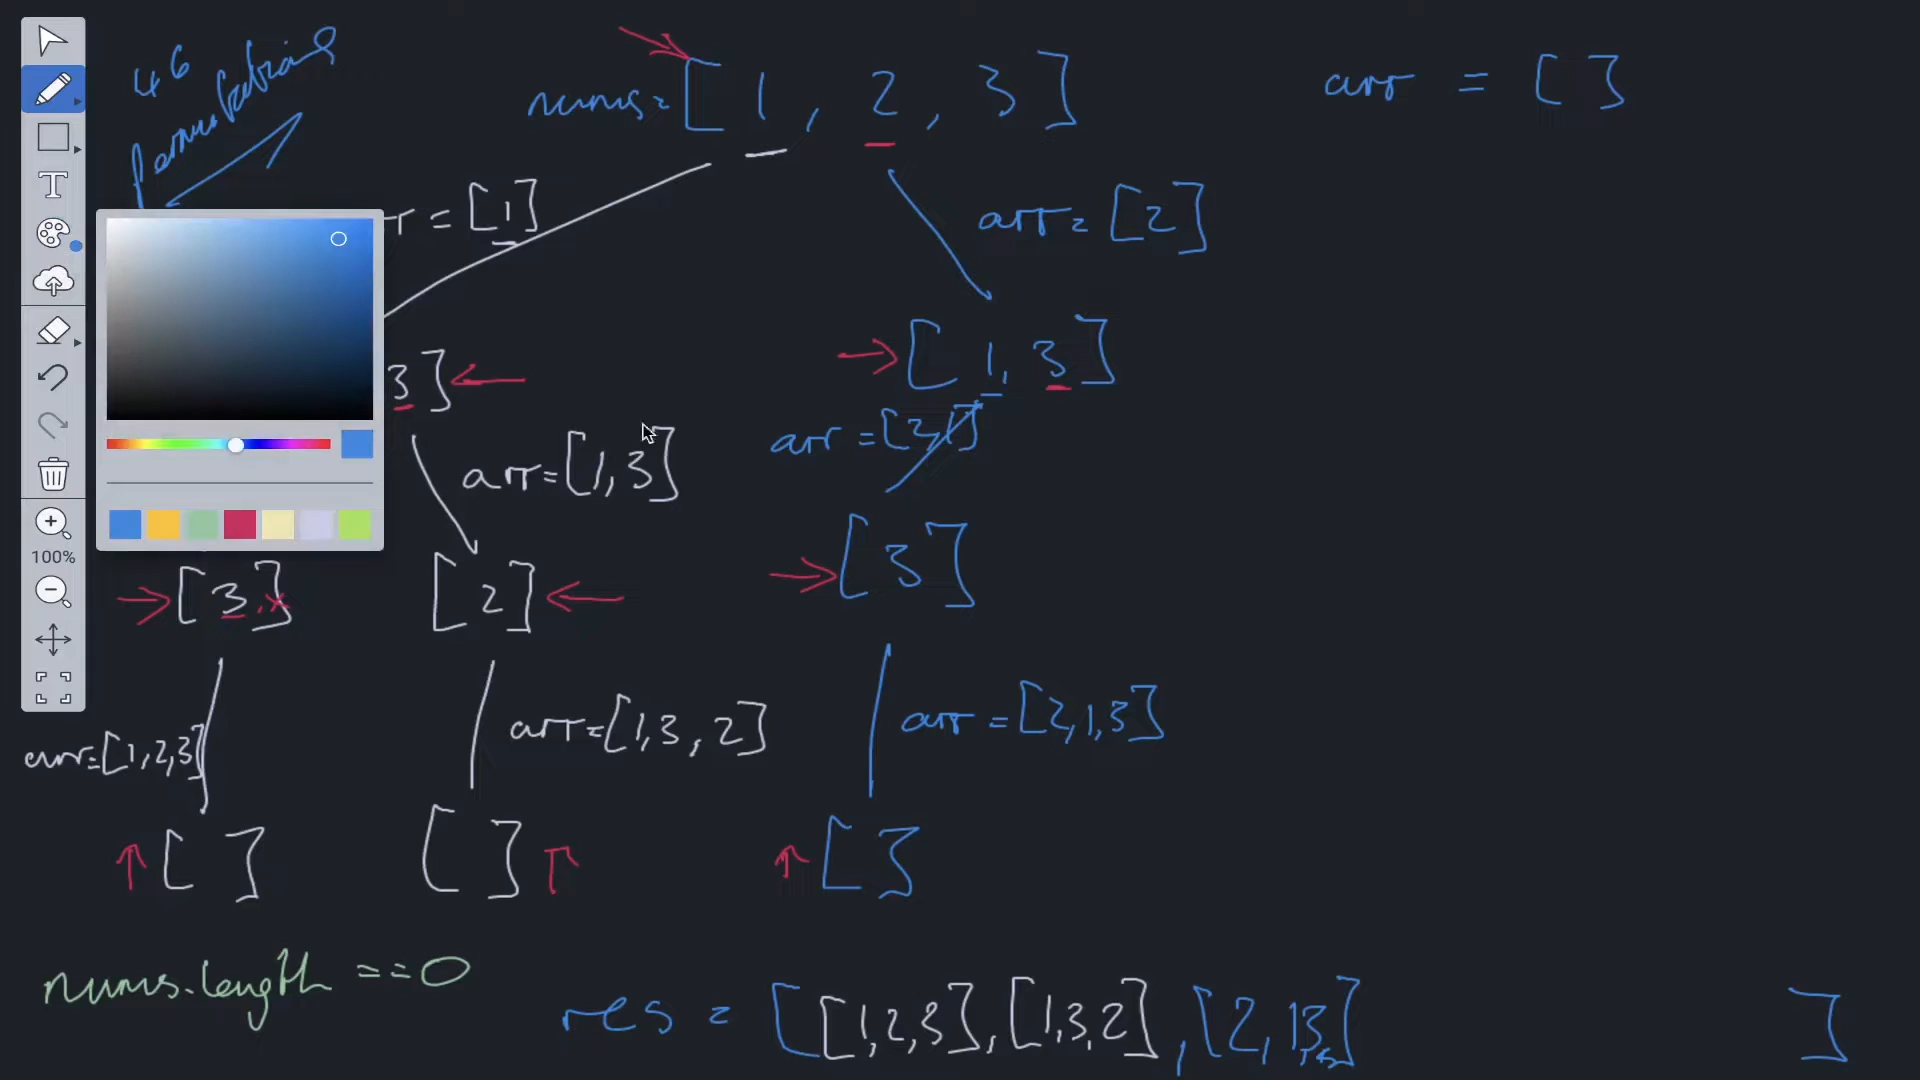 46
permutations
nums=[1, 2, 3]
arr = []
r = [1]
arr=[2]
3]
[1, 3]
arr=[1,3]
arr=[2,1]
[3]
[2]
[3]
100%
arr=[1,2,3]
arr=[1,3,2]
arr=[2,1,3]
[]
[]
[]
nums.length ==0
res = [[1,2,3],[1,3,2],[2,13] ]